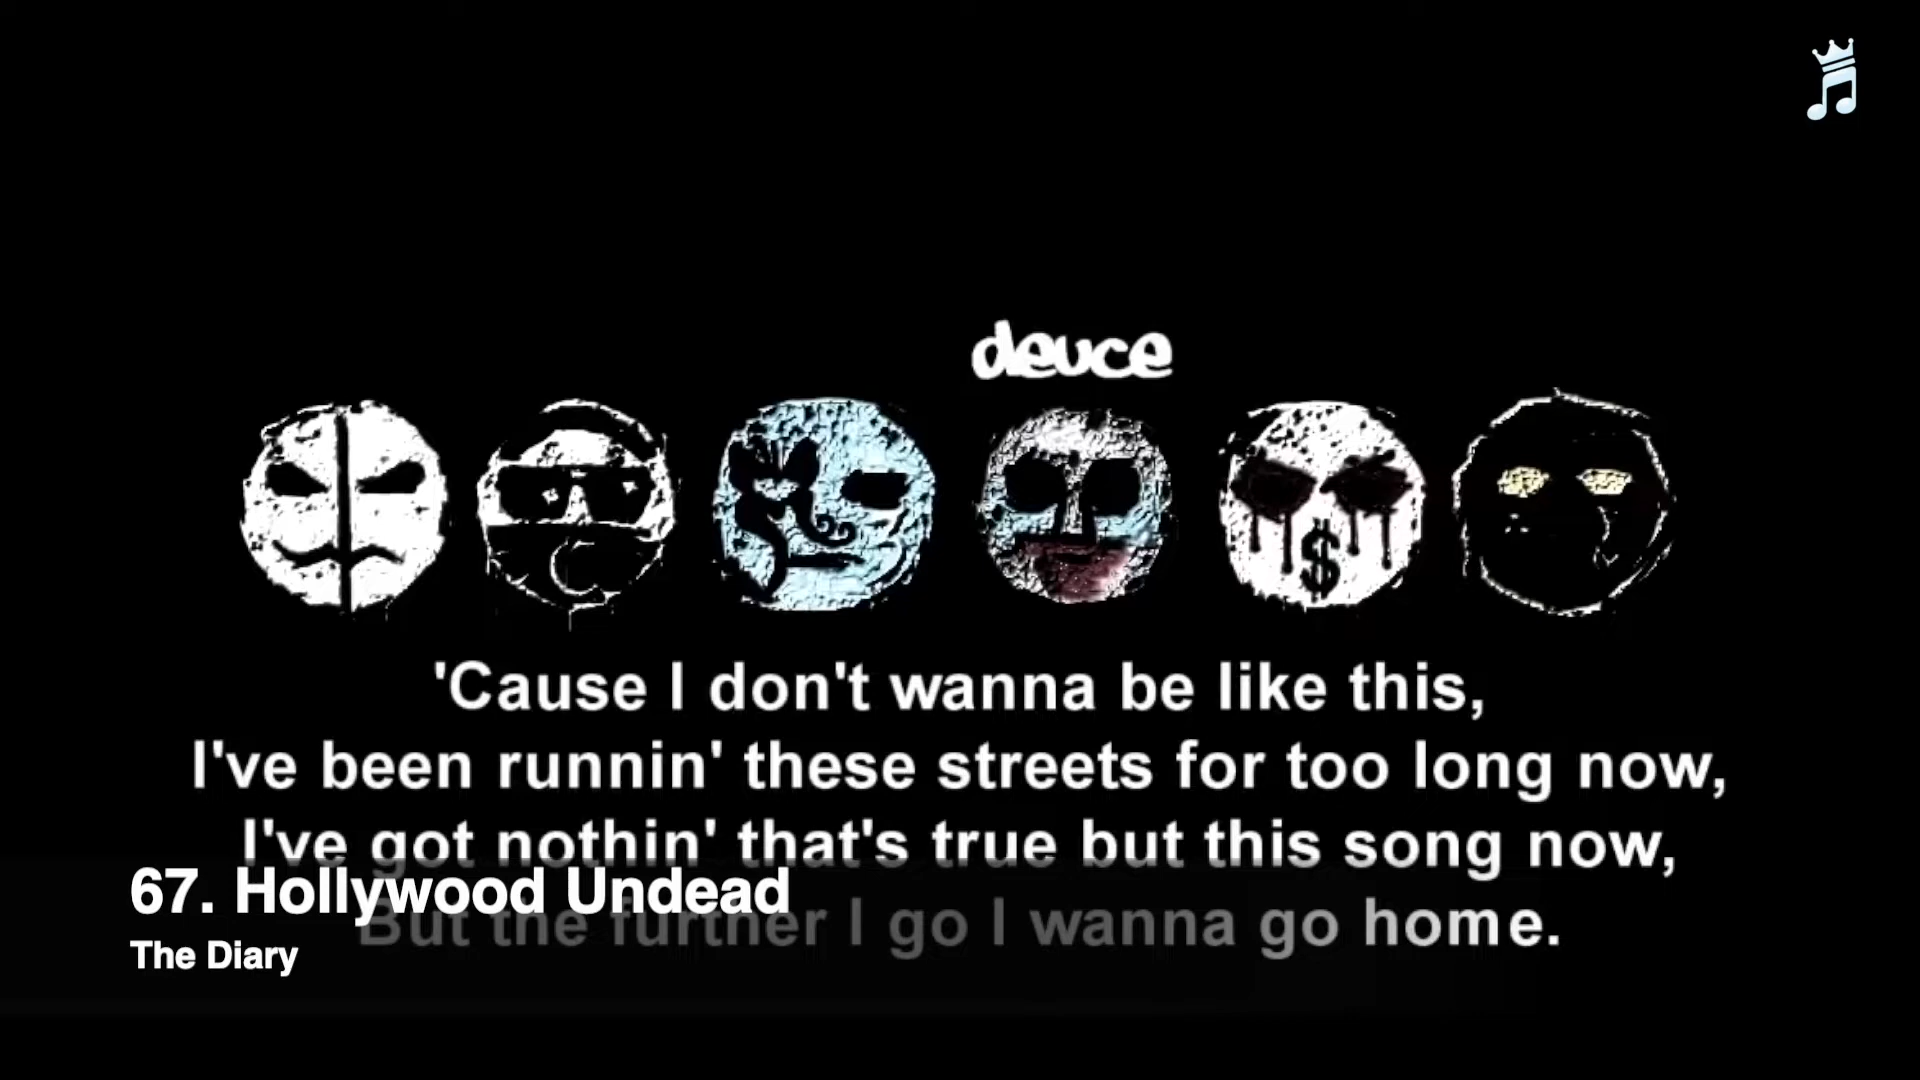 deuce
$
'Cause I don't wanna be like this,
I've been runnin' these streets for too long now,
I've got nothin' that's true but this song now,
But the further I go I wanna go home.
67. Hollywood Undead
The Diary